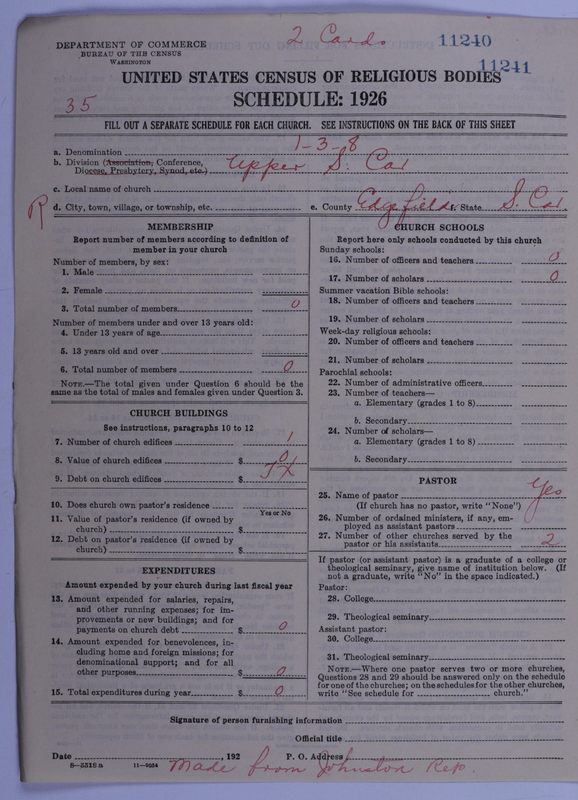 2 Cards
11240
11241
DEPARTMENT OF COMMERCE
BUREAU OF THE CENSUS
WASHINGTON
UNITED STATES CENSUS OF RELIGIOUS BODIES
SCHEDULE: 1926
35
FILL OUT A SEPARATE SCHEDULE FOR EACH CHURCH. SEE INSTRUCTIONS ON THE BACK OF THIS SHEET
a. Denomination 1-3-8
b. Division (Association, Conference, Diocese, Presbytery, Synod, etc.) Upper S. Car
c. Local name of church
R
d. City, town, village, or township, etc. e. County Edgefield f. State S. Car
MEMBERSHIP
Report number of members according to definition of
member in your church
Number of members, by sex:
1. Male
2. Female
3. Total number of members 0
Number of members under and over 13 years old:
4. Under 13 years of age
5. 13 years old and over
6. Total number of members 0
NOTE.—The total given under Question 6 should be the
same as the total of males and females given under Question 3.
CHURCH BUILDINGS
See instructions, paragraphs 10 to 12
7. Number of church edifices 1
8. Value of church edifices $ 0
9. Debt on church edifices $
10. Does church own pastor's residence
Yes or No
11. Value of pastor's residence (if owned by
church) $
12. Debt on pastor's residence (if owned by
church) $
EXPENDITURES
Amount expended by your church during last fiscal year
13. Amount expended for salaries, repairs,
and other running expenses; for im-
provements or new building; and for
payments on church debt $ 0
14. Amount expended for benevolences, in-
cluding home and foreign missions; for
denominational support; and for all
other purposes $ 0
15. Total expenditures during year $ 0
CHURCH SCHOOLS
Report here only schools conducted by this church
Sunday schools:
16. Number of officers and teachers 0
17. Number of scholars 0
Summer vacation Bible schools:
18. Number of officers and teachers
19. Number of scholars
Week-day religious schools:
20. Number of officers and teachers
21. Number of scholars
Parochial schools:
22. Number of administrative officers
23. Number of teachers—
a. Elementary (grades 1 to 8)
b. Secondary
24. Number of scholars—
a. Elementary (grades 1 to 8)
b. Secondary
PASTOR
25. Name of pastor Yes
(If church has no pastor, write "None")
26. Number of ordained ministers, if any, em-
ployed as assistant pastors
27. Number of other churches served by the
pastor or his assistants 2
If pastor (or assistant pastor) is a graduate of a college or
theological seminary, give name of institution below. (If
not a graduate, write "No" in the space indicated.)
Pastor:
28. College
29. Theological seminary
Assistant pastor:
30. College
31. Theological seminary
NOTE.—Where one pastor serves two or more churches,
Questions 28 and 29 should be answered only on the schedule
for one of the churches; on the schedules for the other churches,
write "See schedule for church."
Signature of person furnishing information
Official title
Date , 192 P. O. Address
8—5316a 11—9034 Made from Johnston Rep.